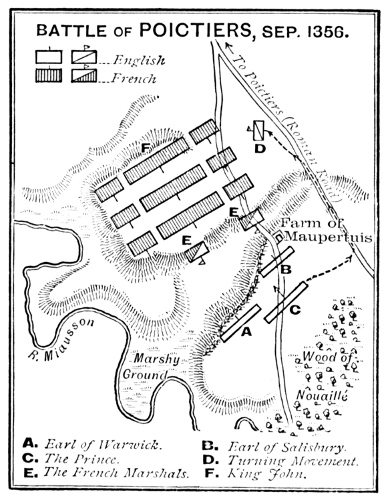 BATTLE OF POICTIERS, SEP. 1356.
English
French
To Poictiers (Roman
F
D
E
Farm of
Maupertuis
E
B
C
A
R. Miausson
Marshy
Ground
Wood of
Nouaillé
A. Earl of Warwick.
B. Earl of Salisbury.
C. The Prince.
D. Turning Movement.
E. The French Marshals.
F. King John.